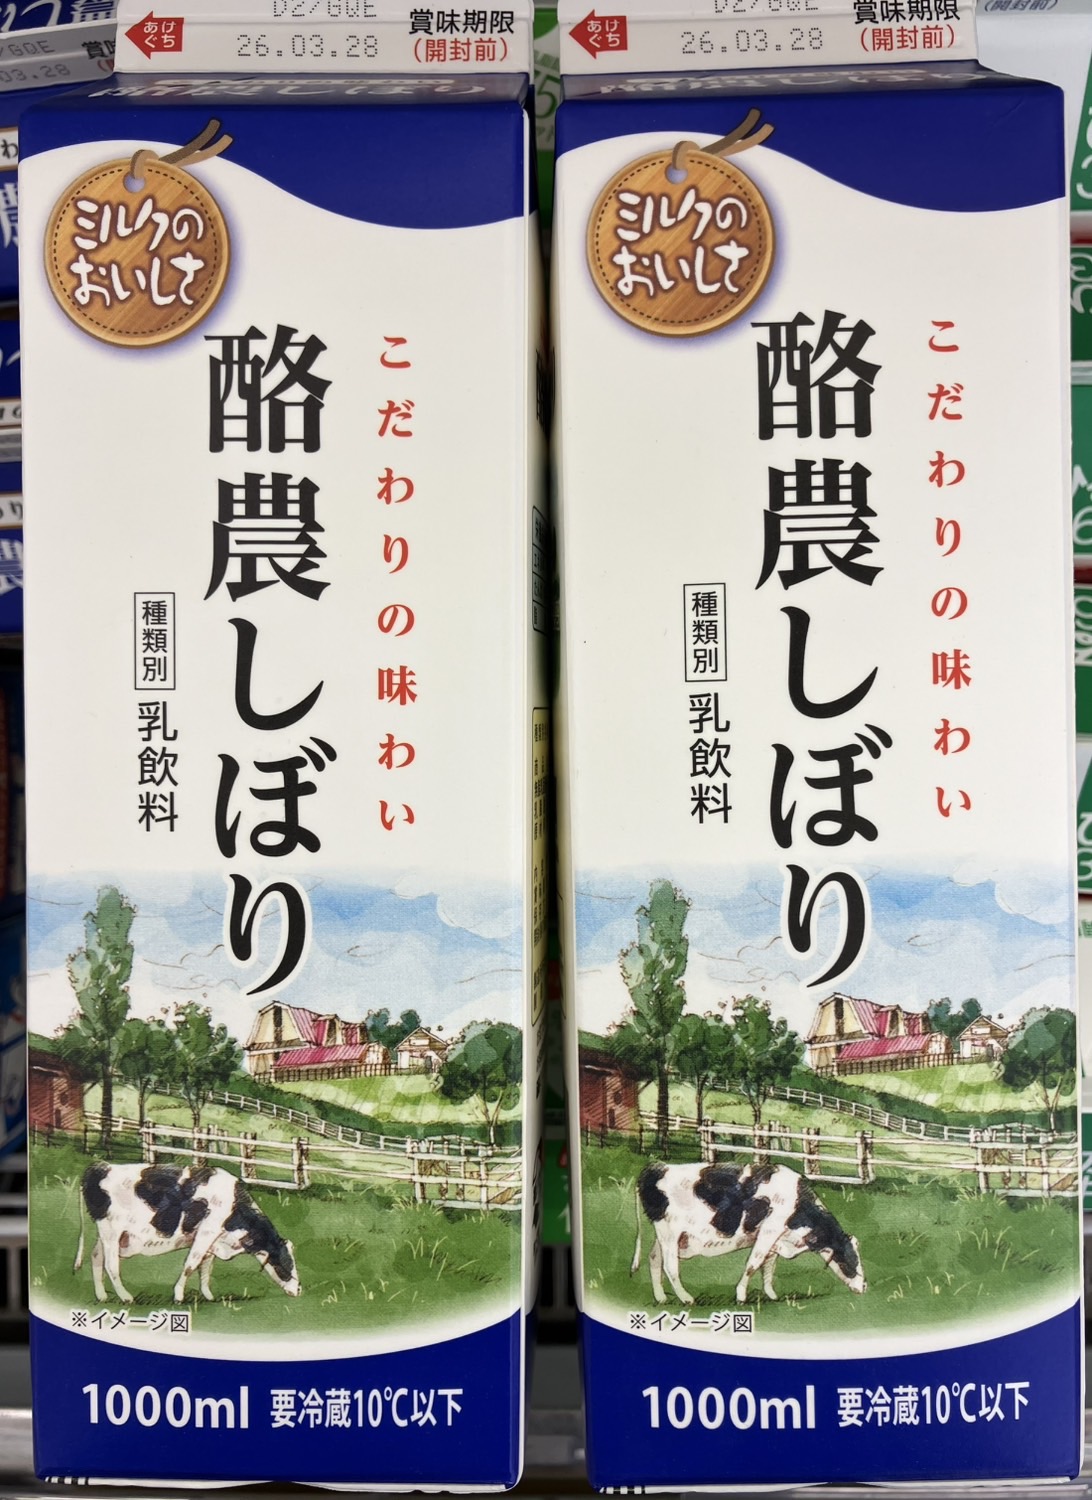 あけ
ぐち
D2/GQE
26.03.28
賞味期限
(開封前)
ミルクの
おいしさ
こだわりの味わい
酪農しぼり
種類別
乳飲料
※イメージ図
1000ml 要冷蔵10℃以下
あけ
ぐち
D2/GQE
26.03.28
賞味期限
(開封前)
ミルクの
おいしさ
こだわりの味わい
酪農しぼり
種類別
乳飲料
※イメージ図
1000ml 要冷蔵10℃以下